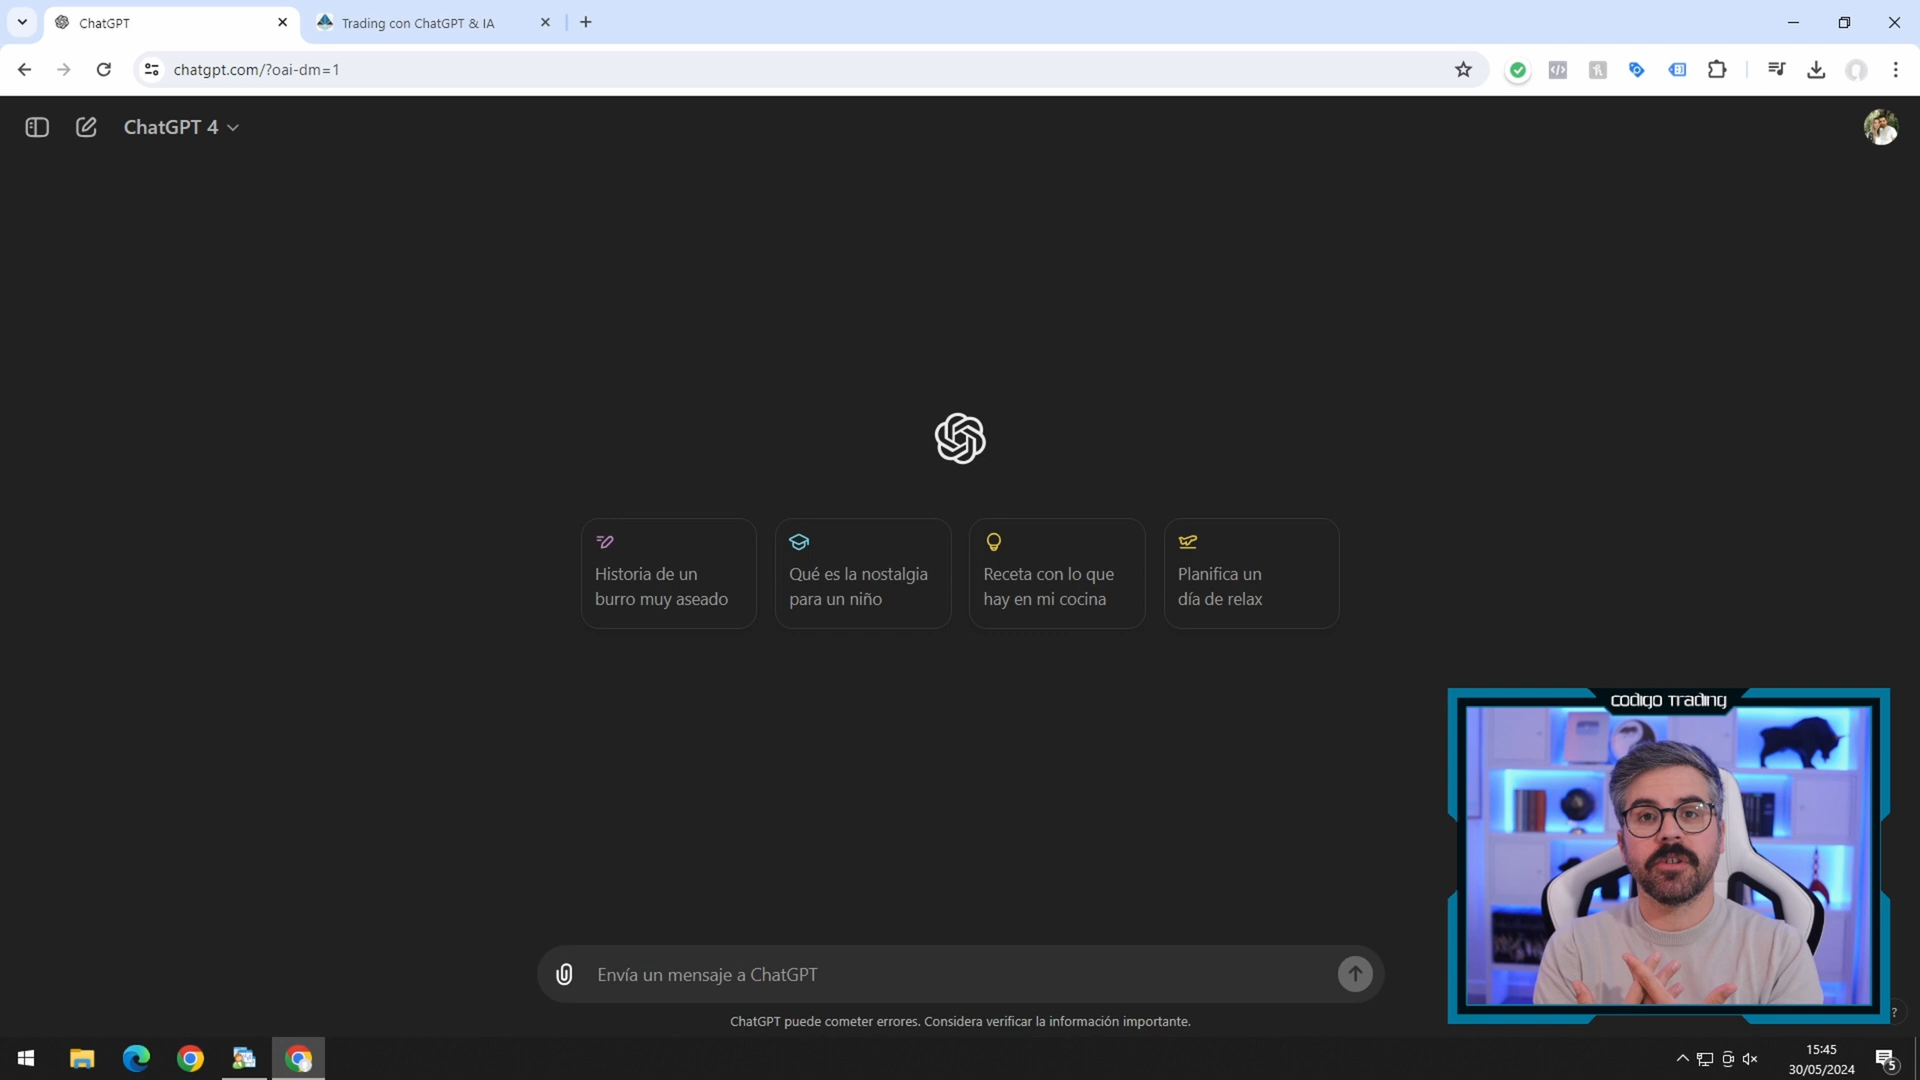 ChatGPT
Trading con ChatGPT & IA
chatgpt.com/?oai-dm=1
ChatGPT 4
Historia de un
burro muy aseado
Qué es la nostalgia
para un niño
Receta con lo que
hay en mi cocina
Planifica un
día de relax
codigo Trading
Envía un mensaje a ChatGPT
ChatGPT puede cometer errores. Considera verificar la información importante.
?
15:45
30/05/2024
5